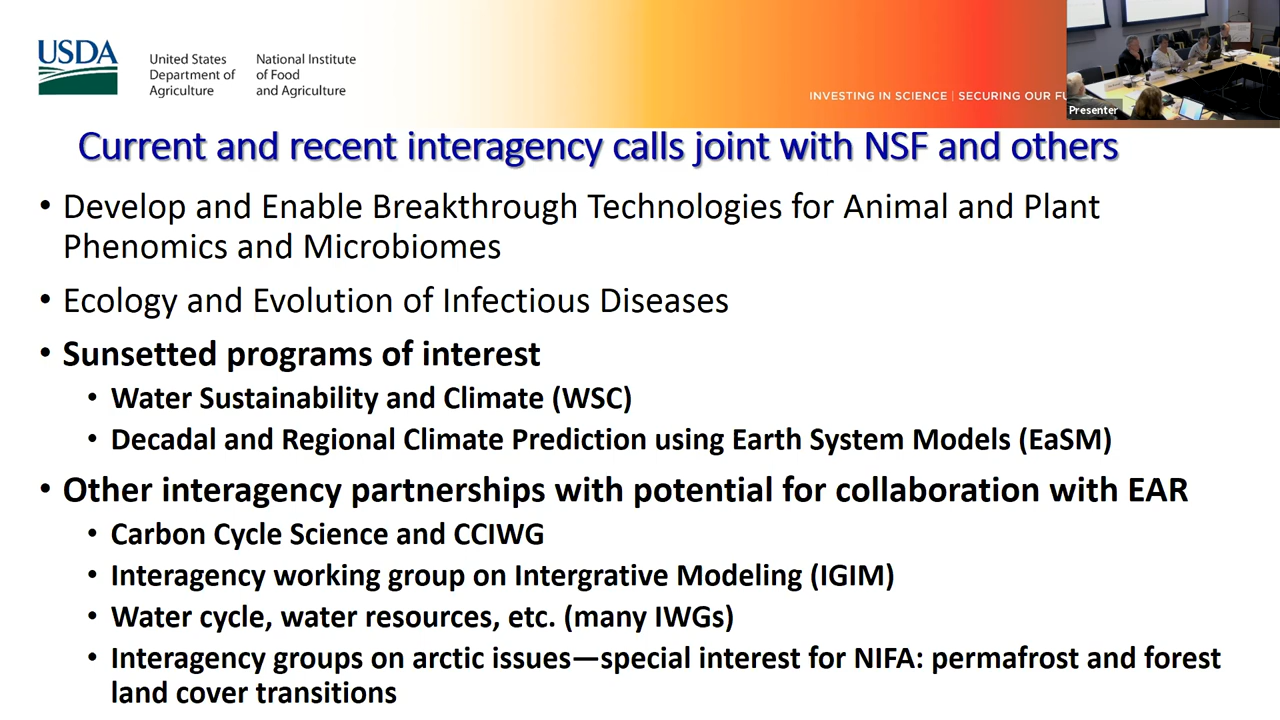 USDA
United States
Department of
Agriculture
National Institute
of Food
and Agriculture
INVESTING IN SCIENCE | SECURING OUR
Presenter
Current and recent interagency calls joint with NSF and others
• Develop and Enable Breakthrough Technologies for Animal and Plant
Phenomics and Microbiomes
• Ecology and Evolution of Infectious Diseases
• Sunsetted programs of interest
• Water Sustainability and Climate (WSC)
• Decadal and Regional Climate Prediction using Earth System Models (EaSM)
• Other interagency partnerships with potential for collaboration with EAR
• Carbon Cycle Science and CCIWG
• Interagency working group on Intergrative Modeling (IGIM)
• Water cycle, water resources, etc. (many IWGs)
• Interagency groups on arctic issues—special interest for NIFA: permafrost and forest
land cover transitions